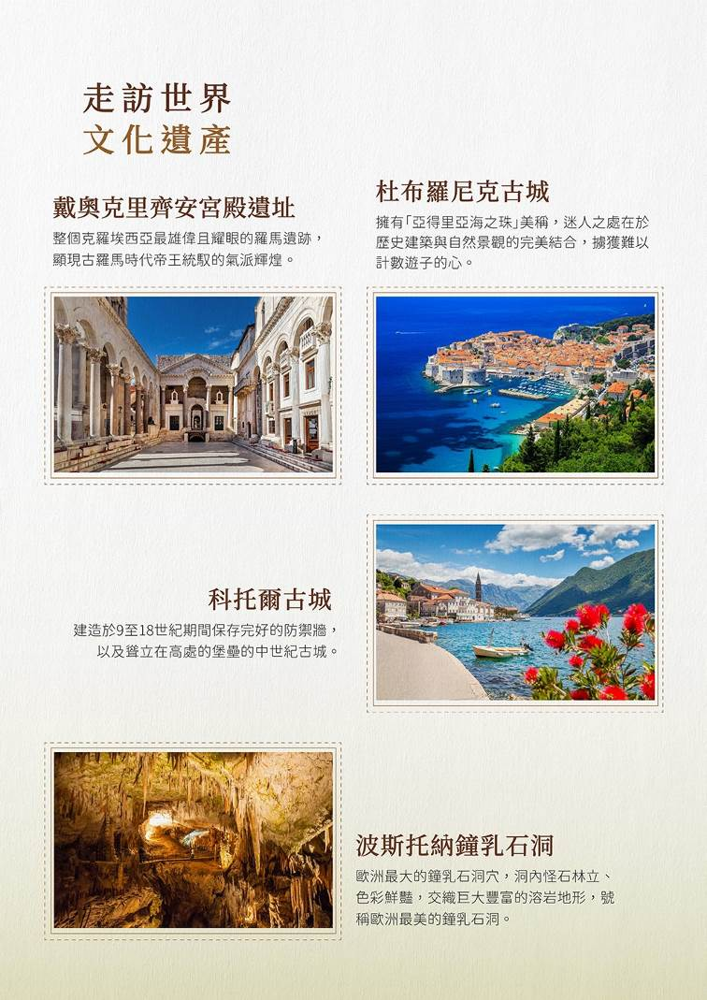 走訪世界
文化遺產
戴奧克里齊安宮殿遺址
整個克羅埃西亞最雄偉且耀眼的羅馬遺跡，
顯現古羅馬時代帝王統馭的氣派輝煌。
杜布羅尼克古城
擁有「亞得里亞海之珠」美稱，迷人之處在於
歷史建築與自然景觀的完美結合，擄獲難以
計數遊子的心。
科托爾古城
建造於9至18世紀期間保存完好的防禦牆，
以及聳立在高處的堡壘的中世紀古城。
波斯托納鐘乳石洞
歐洲最大的鐘乳石洞穴，洞內怪石林立、
色彩鮮豔，交織巨大豐富的溶岩地形，號
稱歐洲最美的鐘乳石洞。